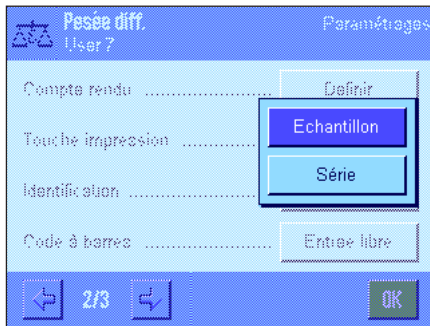 Pesée diff.
User 7
Paramétrages
Compte rendu .................. Définir
Touche impression
Echantillon
Série
Identification
Code à barres .................. Entrée libre
2/3
OK